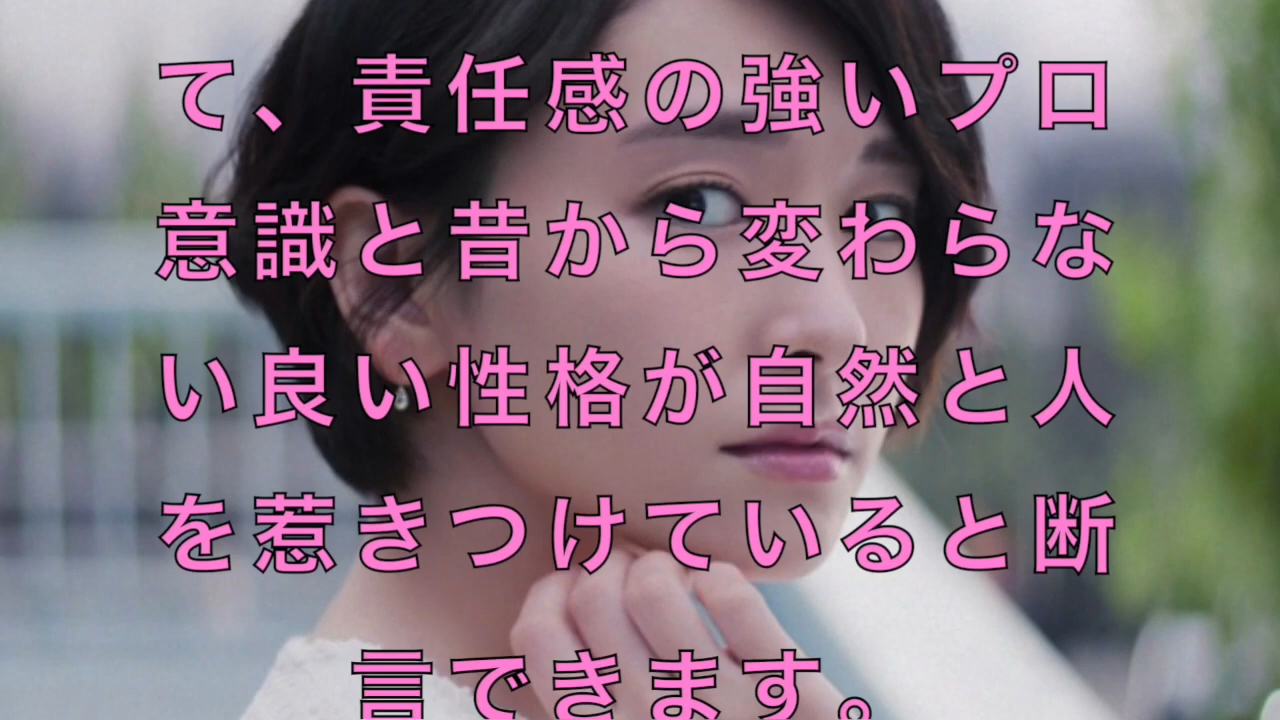 て、責任感の強いプロ
意識と昔から変わらな
い良い性格が自然と人
を惹きつけていると断
言できます。